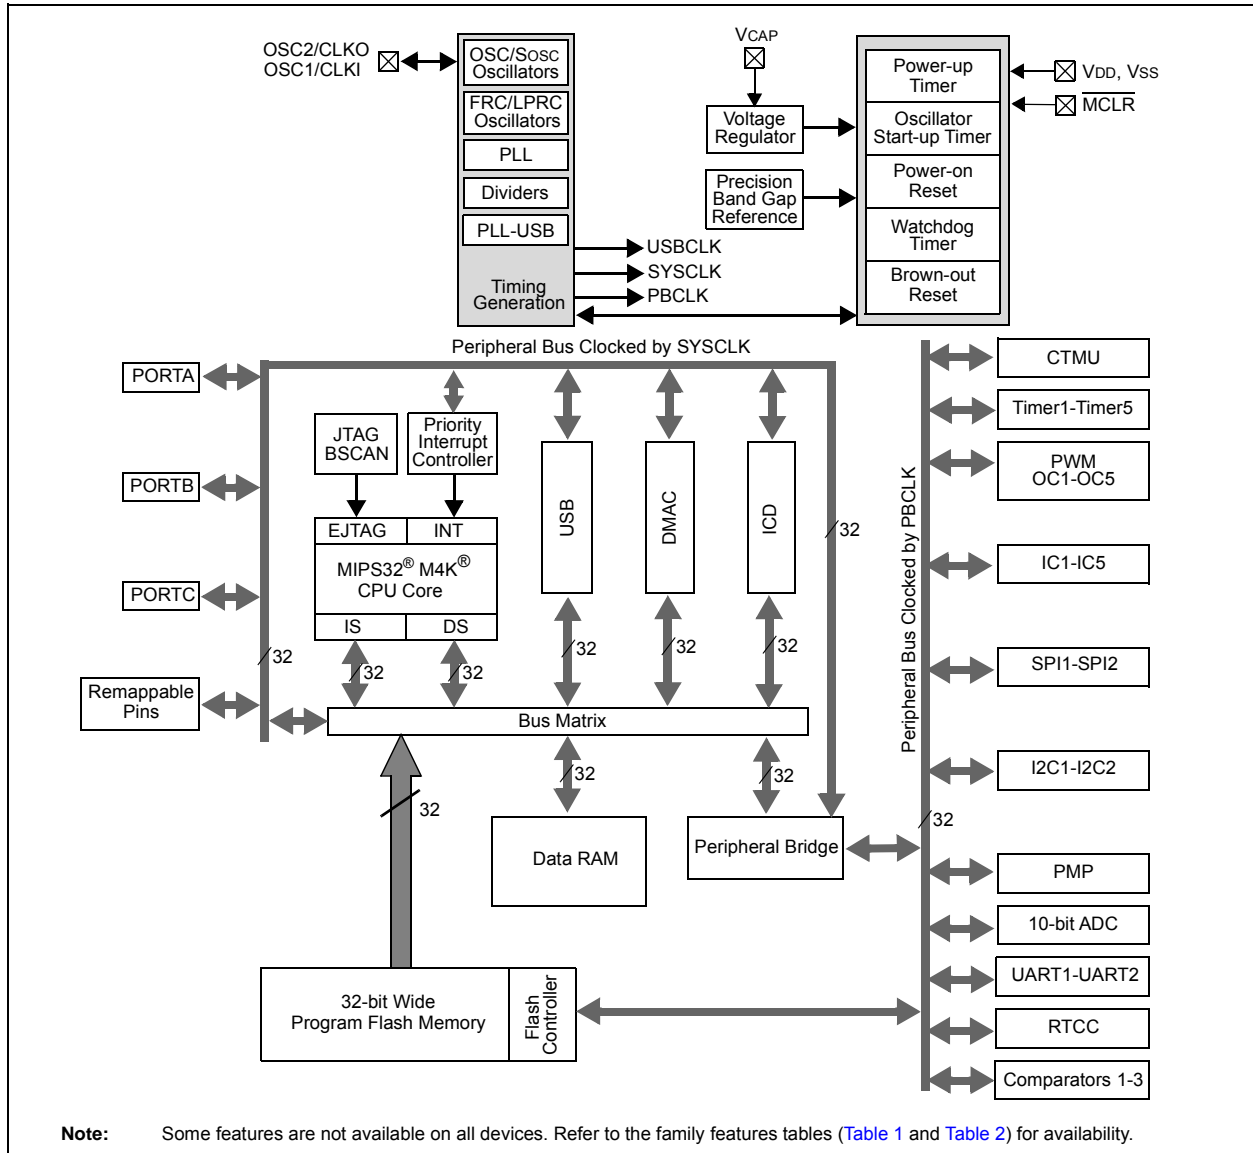 OSC2/CLKO
OSC1/CLKI
OSC/SOSC
Oscillators
FRC/LPRC
Oscillators
PLL
Dividers
PLL-USB
Timing
Generation
USBCLK
SYSCLK
PBCLK
VCAP
Voltage
Regulator
Precision
Band Gap
Reference
Power-up
Timer
Oscillator
Start-up Timer
Power-on
Reset
Watchdog
Timer
Brown-out
Reset
VDD, VSS
MCLR
Peripheral Bus Clocked by SYSCLK
PORTA
PORTB
PORTC
Remappable
Pins
32
JTAG
BSCAN
Priority
Interrupt
Controller
EJTAG
INT
MIPS32® M4K®
CPU Core
IS
DS
32
32
USB
32
DMAC
32
ICD
32
32
Bus Matrix
32
32
32
Data RAM
Peripheral Bridge
32-bit Wide
Program Flash Memory
Flash
Controller
Peripheral Bus Clocked by PBCLK
32
CTMU
Timer1-Timer5
PWM
OC1-OC5
IC1-IC5
SPI1-SPI2
I2C1-I2C2
PMP
10-bit ADC
UART1-UART2
RTCC
Comparators 1-3
Note: Some features are not available on all devices. Refer to the family features tables (Table 1 and Table 2) for availability.